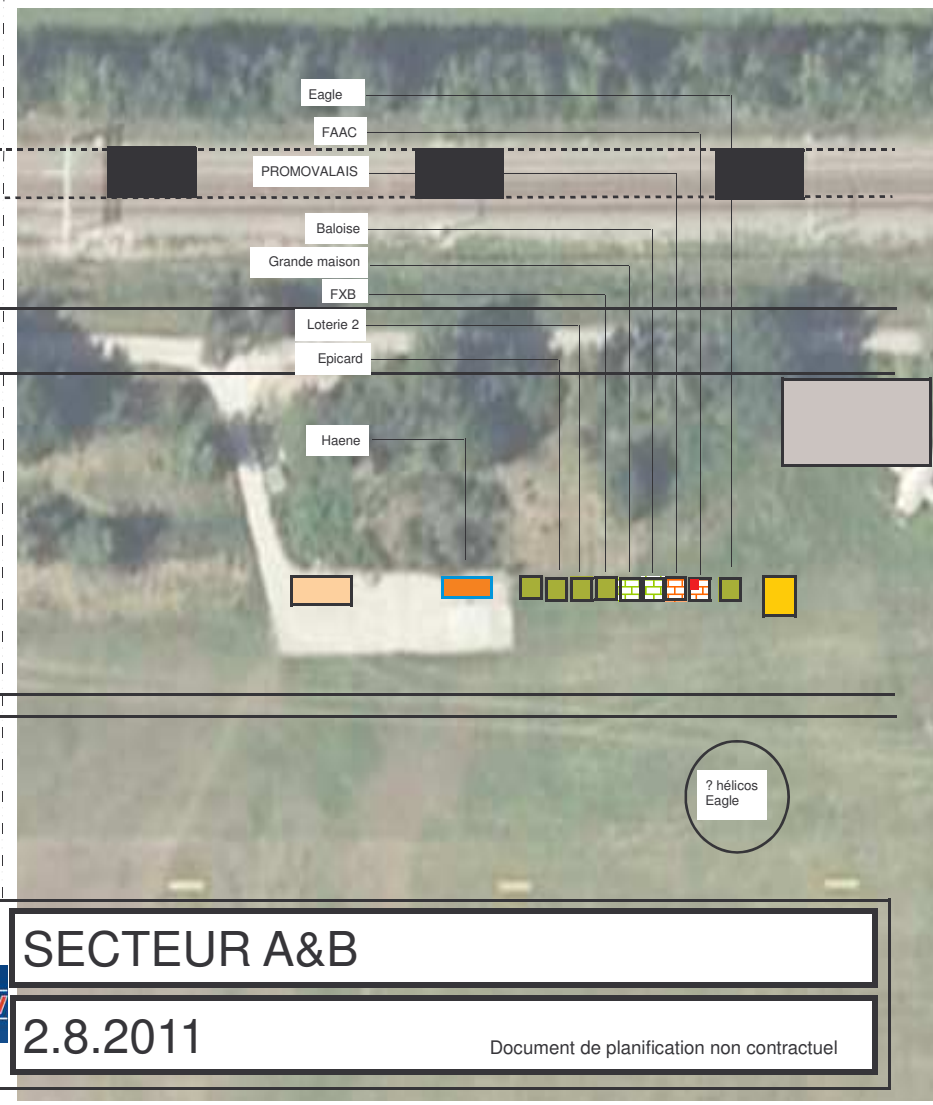 Eagle
FAAC
PROMOVALAIS
Baloise
Grande maison
FXB
Loterie 2
Epicard
Haene
? hélicos
Eagle
SECTEUR A&B
2.8.2011
Document de planification non contractuel